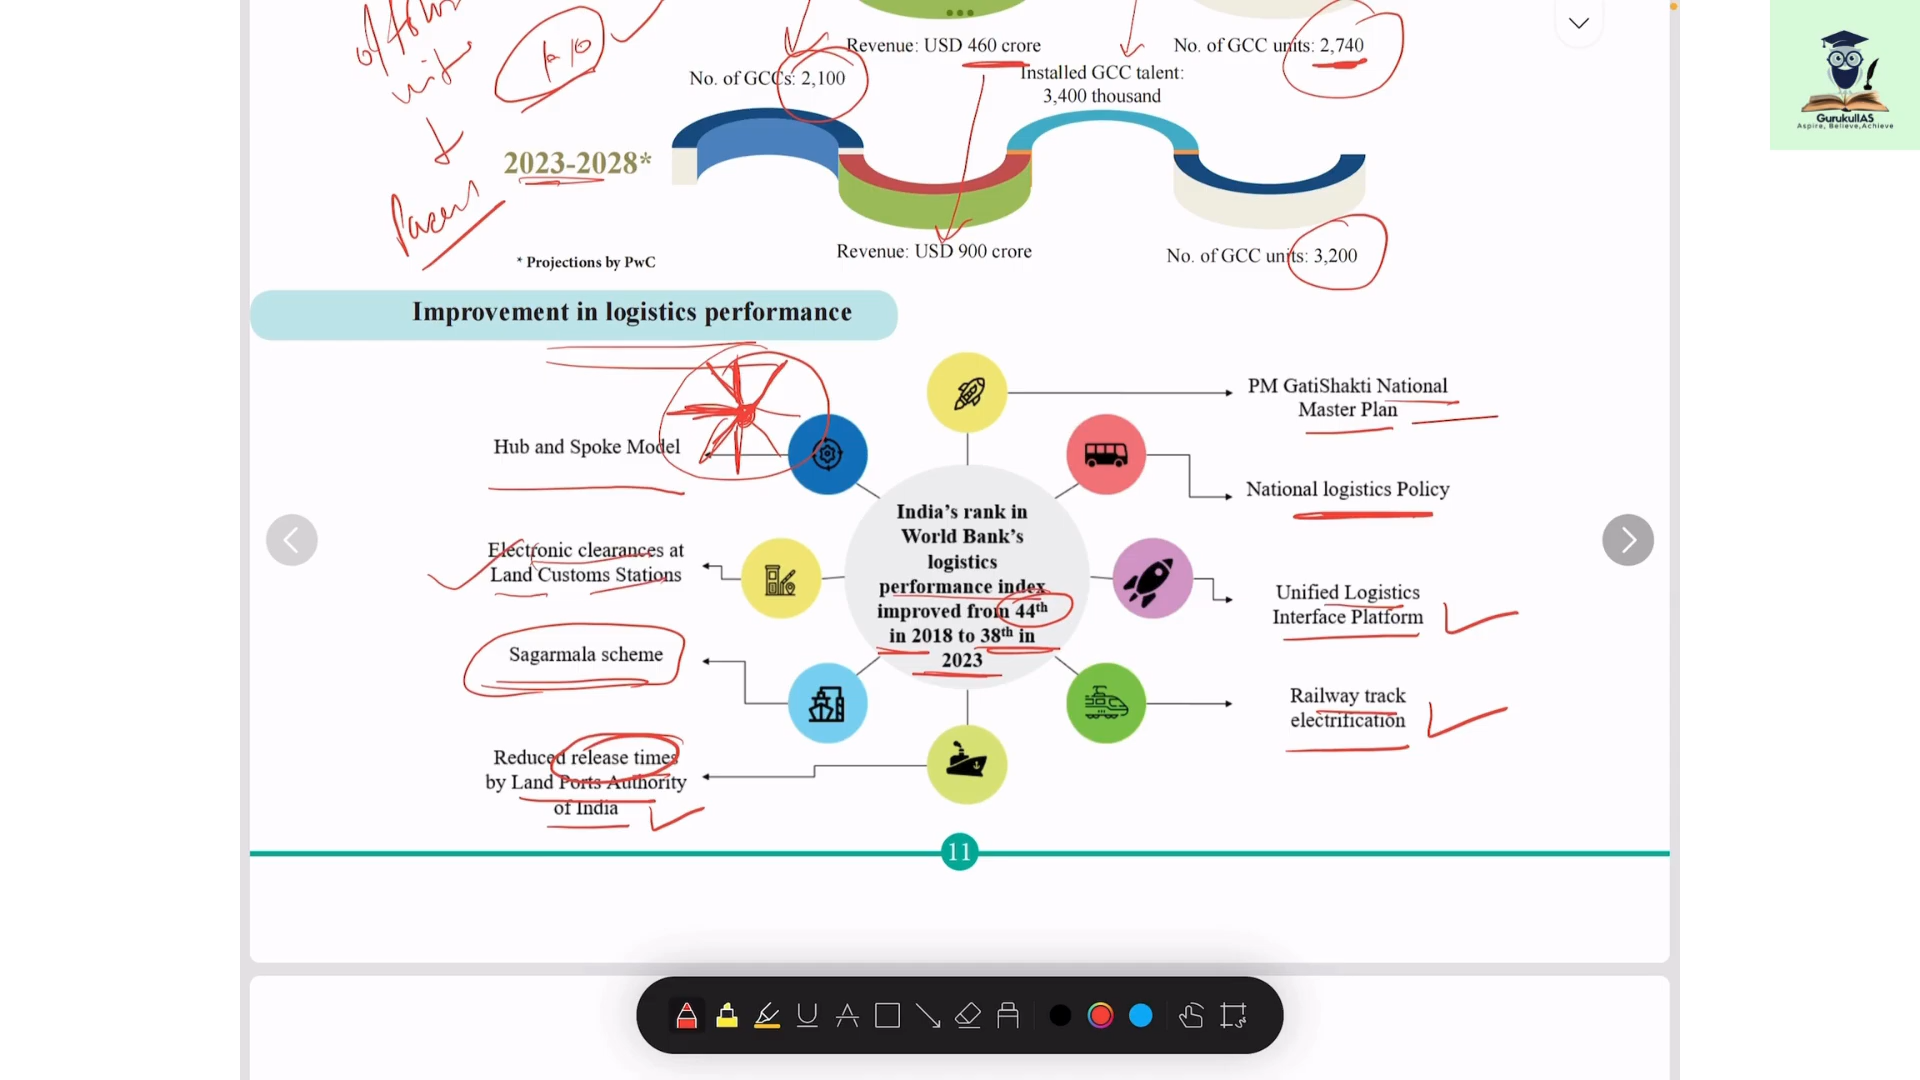 Revenue: USD 460 crore
No. of GCC units: 2,740
No. of GCCs: 2,100
Installed GCC talent:
3,400 thousand
2023-2028*
Revenue: USD 900 crore
No. of GCC units: 3,200
* Projections by PwC
Improvement in logistics performance
PM GatiShakti National
Master Plan
Hub and Spoke Model
National logistics Policy
India's rank in
World Bank's
logistics
performance index
improved from 44th
in 2018 to 38th in
2023
Electronic clearances at
Land Customs Stations
Unified Logistics
Interface Platform
Sagarmala scheme
Railway track
electrification
Reduced release times
by Land Ports Authority
of India
11
GurukulIAS
Aspire, Believe,Achieve